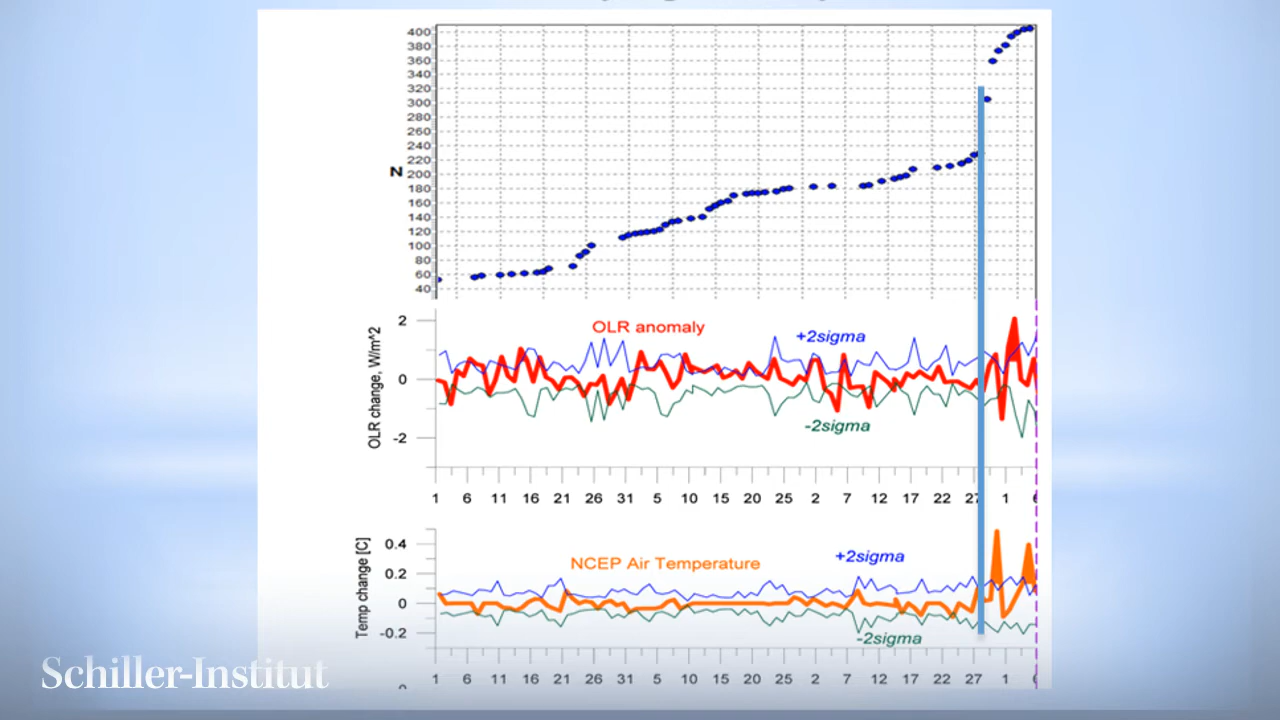 400
380
360
340
320
300
280
260
240
220
N
200
180
160
140
120
100
80
60
40
OLR change, W/m^2
2
OLR anomaly
+2sigma
0
-2sigma
-2
1 6 11 16 21 26 31 5 10 15 20 25 2 7 12 17 22 27 1
Temp change [C]
0.4
NCEP Air Temperature
+2sigma
0.2
0
-0.2
-2sigma
1 6 11 16 21 26 31 5 10 15 20 25 2 7 12 17 22 27 1
Schiller-Institut